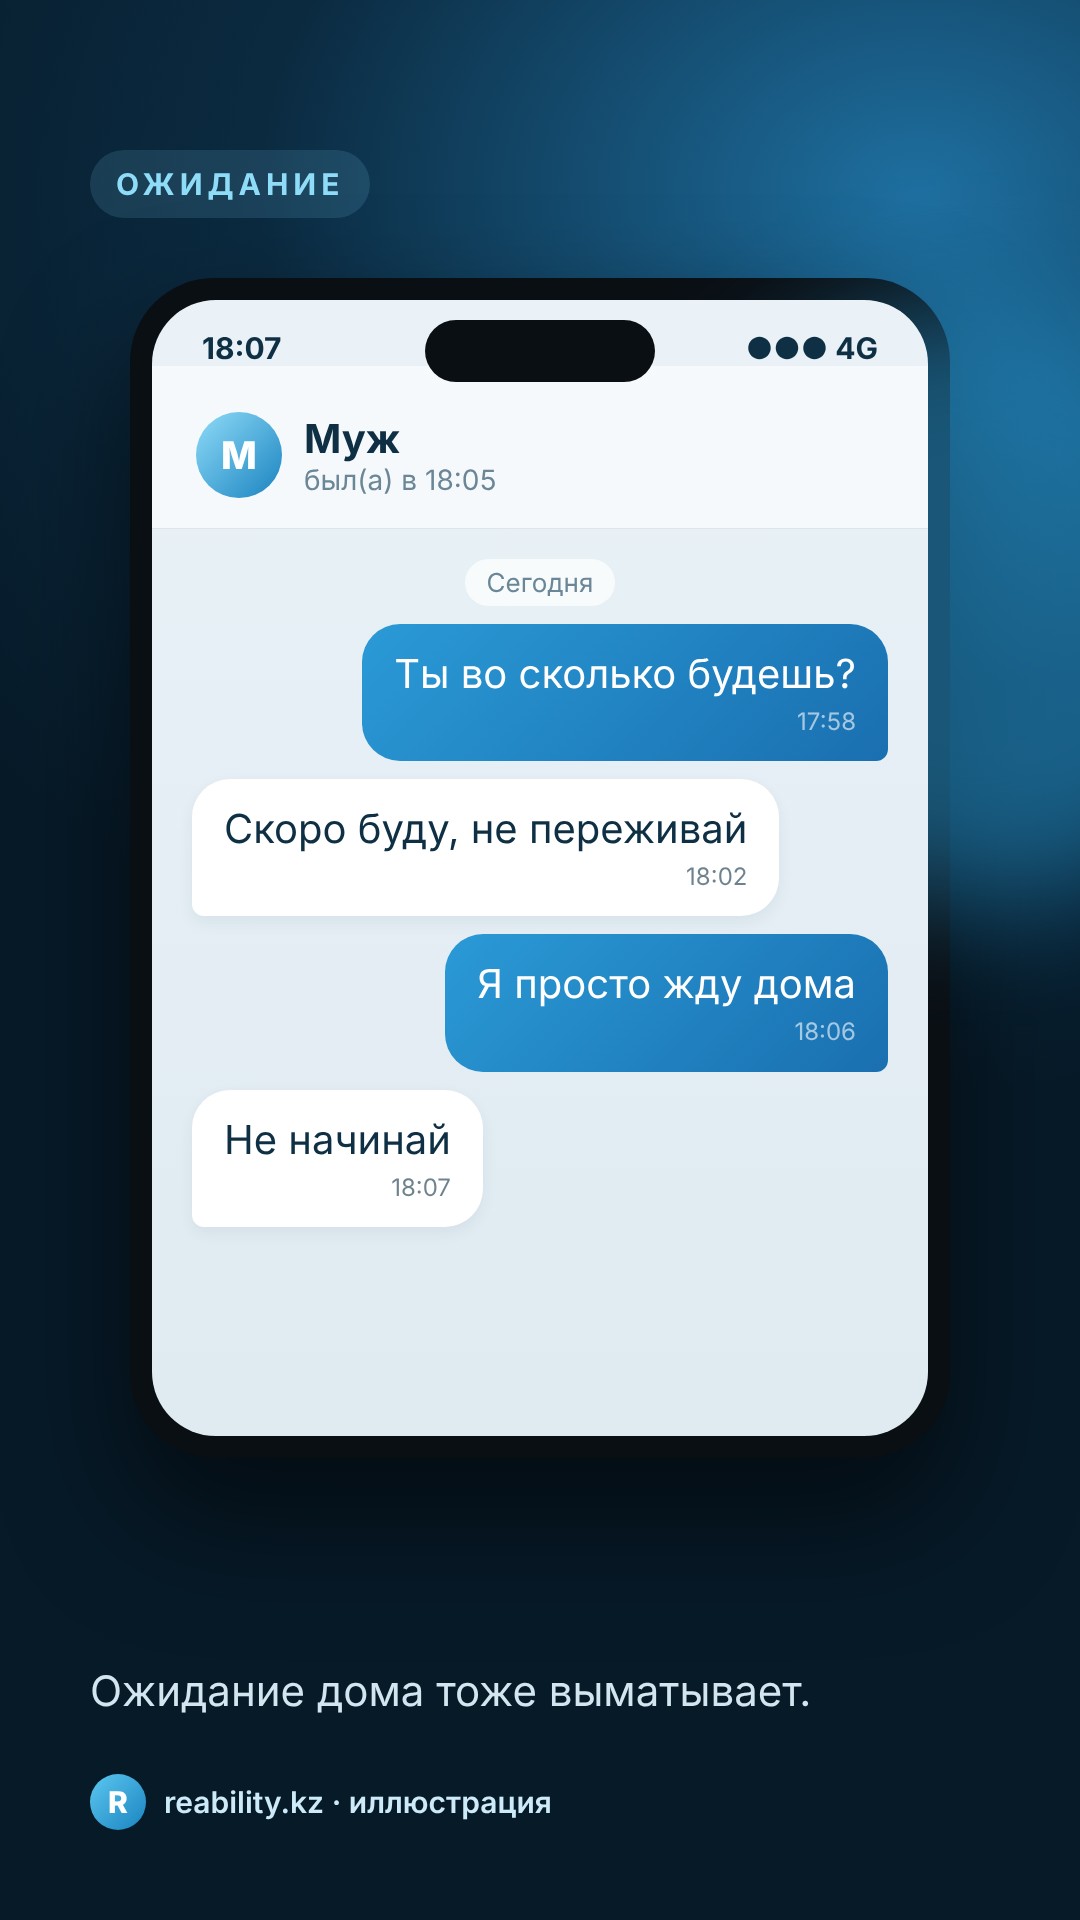 ОЖИДАНИЕ
18:07 4G
М
Муж
был(а) в 18:05
Сегодня
Ты во сколько будешь?
17:58
Скоро буду, не переживай
18:02
Я просто жду дома
18:06
Не начинай
18:07
Ожидание дома тоже выматывает.
R reability.kz · иллюстрация